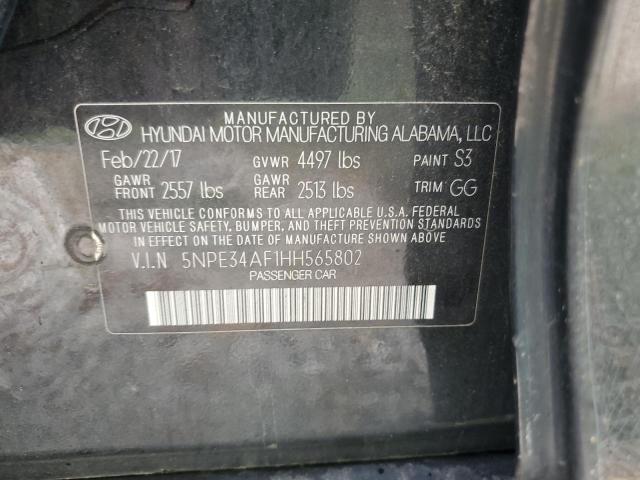 MANUFACTURED BY
HYUNDAI MOTOR MANUFACTURING ALABAMA, LLC
Feb/22/17 GVWR 4497 lbs PAINT S3
GAWR FRONT 2557 lbs GAWR REAR 2513 lbs TRIM GG
THIS VEHICLE CONFORMS TO ALL APPLICABLE U.S.A. FEDERAL
MOTOR VEHICLE SAFETY, BUMPER, AND THEFT PREVENTION STANDARDS
IN EFFECT ON THE DATE OF MANUFACTURE SHOWN ABOVE.
V.I.N 5NPE34AF1HH565802
PASSENGER CAR